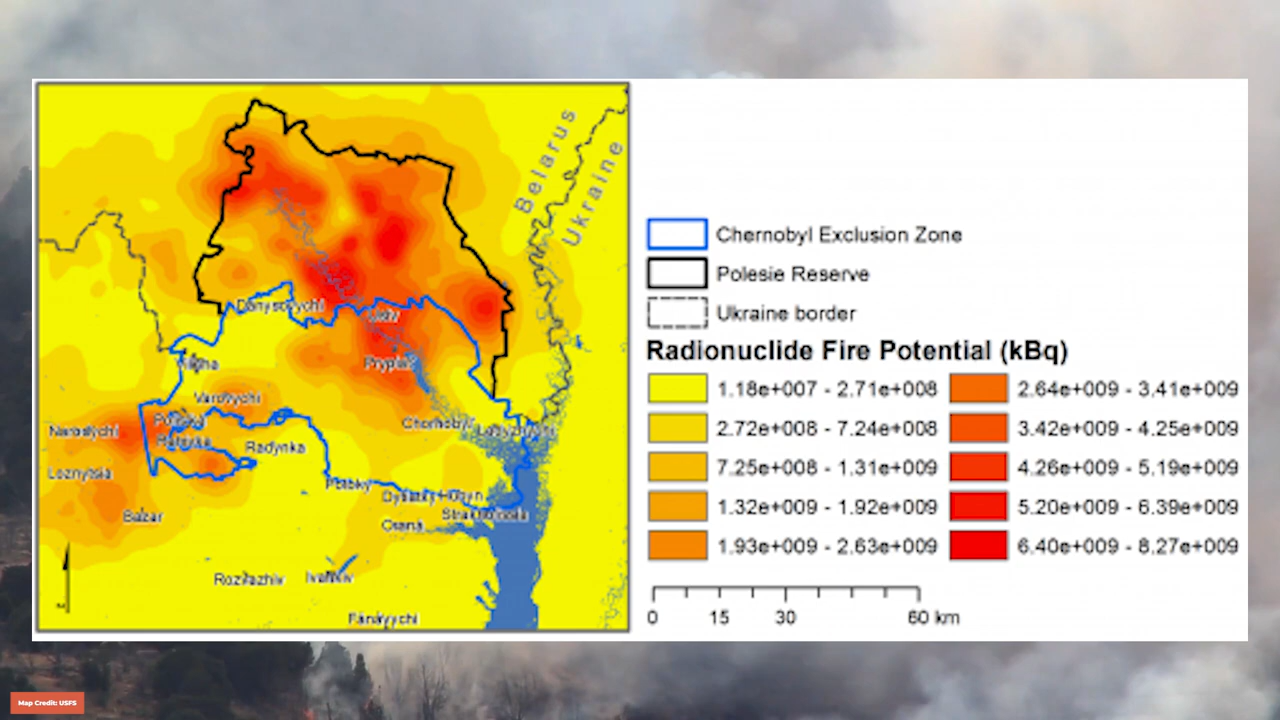 Belarus
Ukraine
Danysovychi
Prypiat
Varovychi
Narodychi
Chornobyl
Radynka
Loznytsia
Bazar
Osana
Ivankiv
Chernobyl Exclusion Zone
Polesie Reserve
Ukraine border
Radionuclide Fire Potential (kBq)
1.18e+007 - 2.71e+008
2.64e+009 - 3.41e+009
2.72e+008 - 7.24e+008
3.42e+009 - 4.25e+009
7.25e+008 - 1.31e+009
4.26e+009 - 5.19e+009
1.32e+009 - 1.92e+009
5.20e+009 - 6.39e+009
1.93e+009 - 2.63e+009
6.40e+009 - 8.27e+009
0 15 30 60 km
Map Credit: USFS